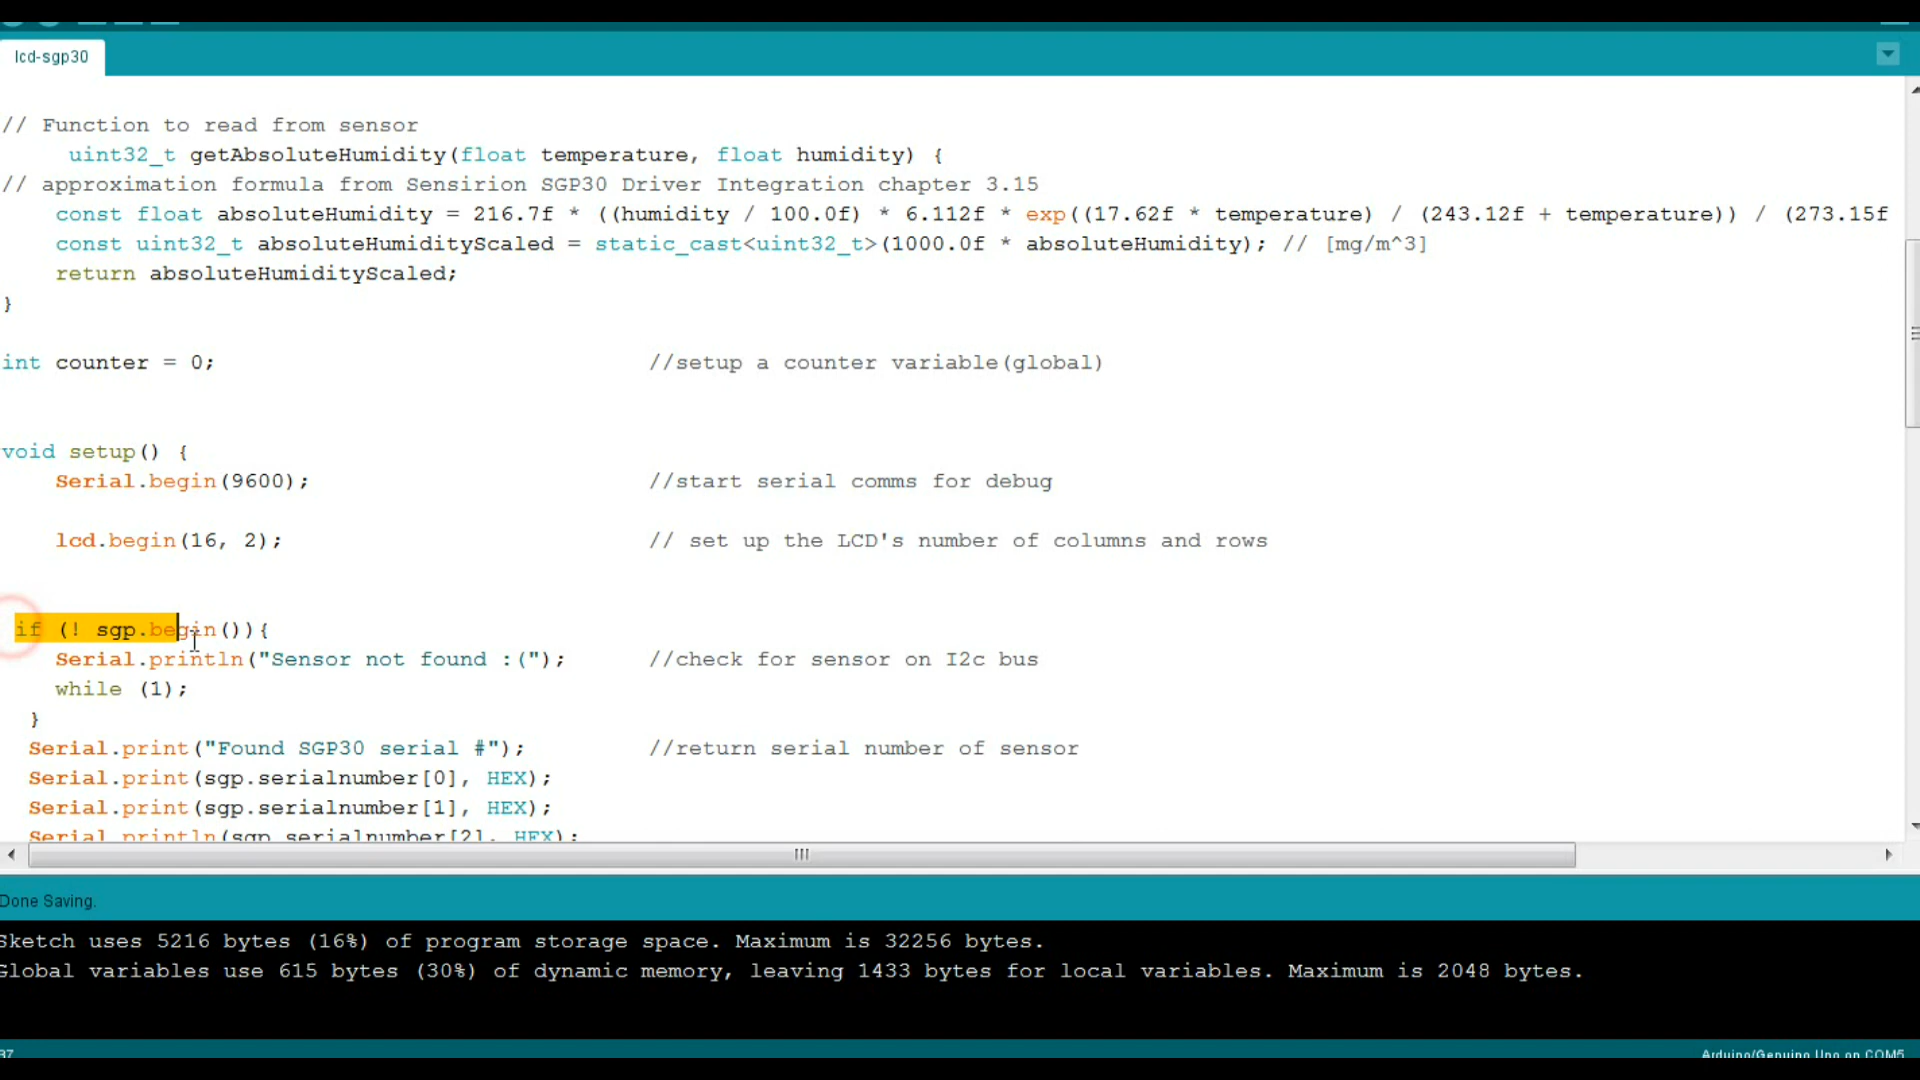 lcd-sgp30
// Function to read from sensor
uint32_t getAbsoluteHumidity(float temperature, float humidity) {
// approximation formula from Sensirion SGP30 Driver Integration chapter 3.15
const float absoluteHumidity = 216.7f * ((humidity / 100.0f) * 6.112f * exp((17.62f * temperature) / (243.12f + temperature)) / (273.15f
const uint32_t absoluteHumidityScaled = static_cast<uint32_t>(1000.0f * absoluteHumidity); // [mg/m^3]
return absoluteHumidityScaled;
}
int counter = 0; //setup a counter variable(global)
void setup() {
Serial.begin(9600); //start serial comms for debug
lcd.begin(16, 2); // set up the LCD's number of columns and rows
if (! sgp.begin()){
Serial.println("Sensor not found :("); //check for sensor on I2c bus
while (1);
}
Serial.print("Found SGP30 serial #"); //return serial number of sensor
Serial.print(sgp.serialnumber[0], HEX);
Serial.print(sgp.serialnumber[1], HEX);
Serial.println(sgp.serialnumber[2], HEX);
Done Saving.
Sketch uses 5216 bytes (16%) of program storage space. Maximum is 32256 bytes.
Global variables use 615 bytes (30%) of dynamic memory, leaving 1433 bytes for local variables. Maximum is 2048 bytes.
Arduino/Genuino Uno on COM5